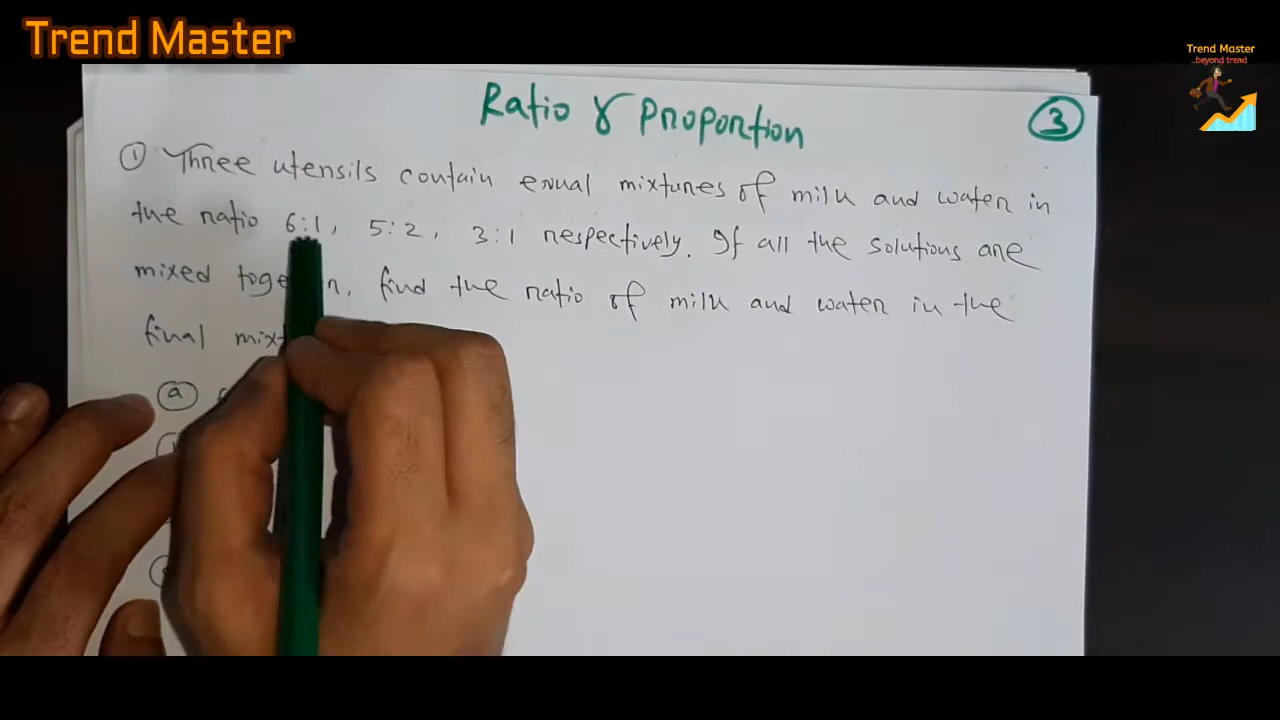 Trend Master
Trend Master
..beyond trend
Ratio & Proportion
3
① Three utensils contain equal mixtures of milk and water in
the ratio 6:1, 5:2, 3:1 respectively. If all the solutions are
mixed find the ratio of milk and water in the
final
ⓐ